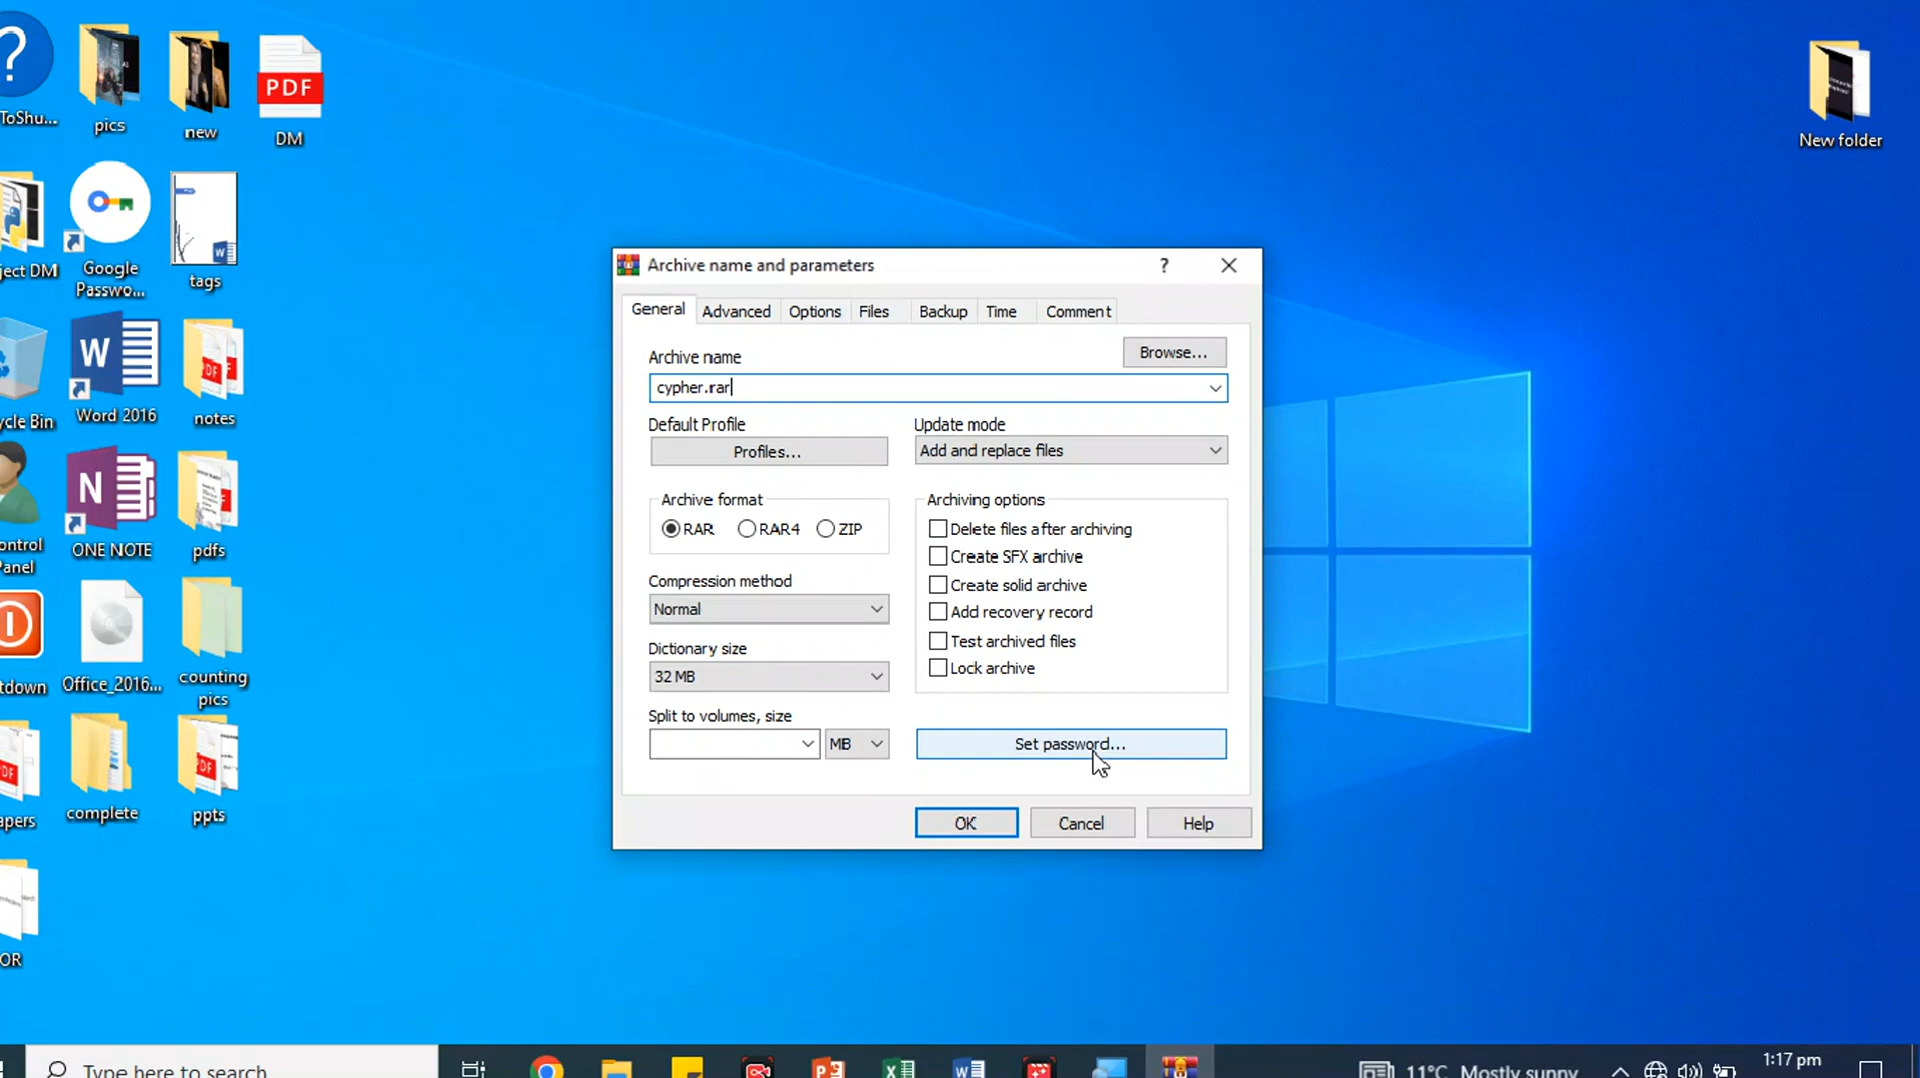 ToShu...
pics
new
PDF
DM
New folder
ject DM
Google
Passwo...
tags
ycle Bin
W
Word 2016
notes
ontrol
Panel
N
ONE NOTE
pdfs
tdown
Office_2016...
counting
pics
apers
complete
PDF
ppts
OR
Archive name and parameters
?
General
Advanced
Options
Files
Backup
Time
Comment
Archive name
Browse...
cypher.rar
Default Profile
Profiles...
Update mode
Add and replace files
Archive format
RAR
RAR4
ZIP
Archiving options
Delete files after archiving
Create SFX archive
Create solid archive
Add recovery record
Test archived files
Lock archive
Compression method
Normal
Dictionary size
32 MB
Split to volumes, size
MB
Set password...
OK
Cancel
Help
Type here to search
11°C Mostly sunny
1:17 pm